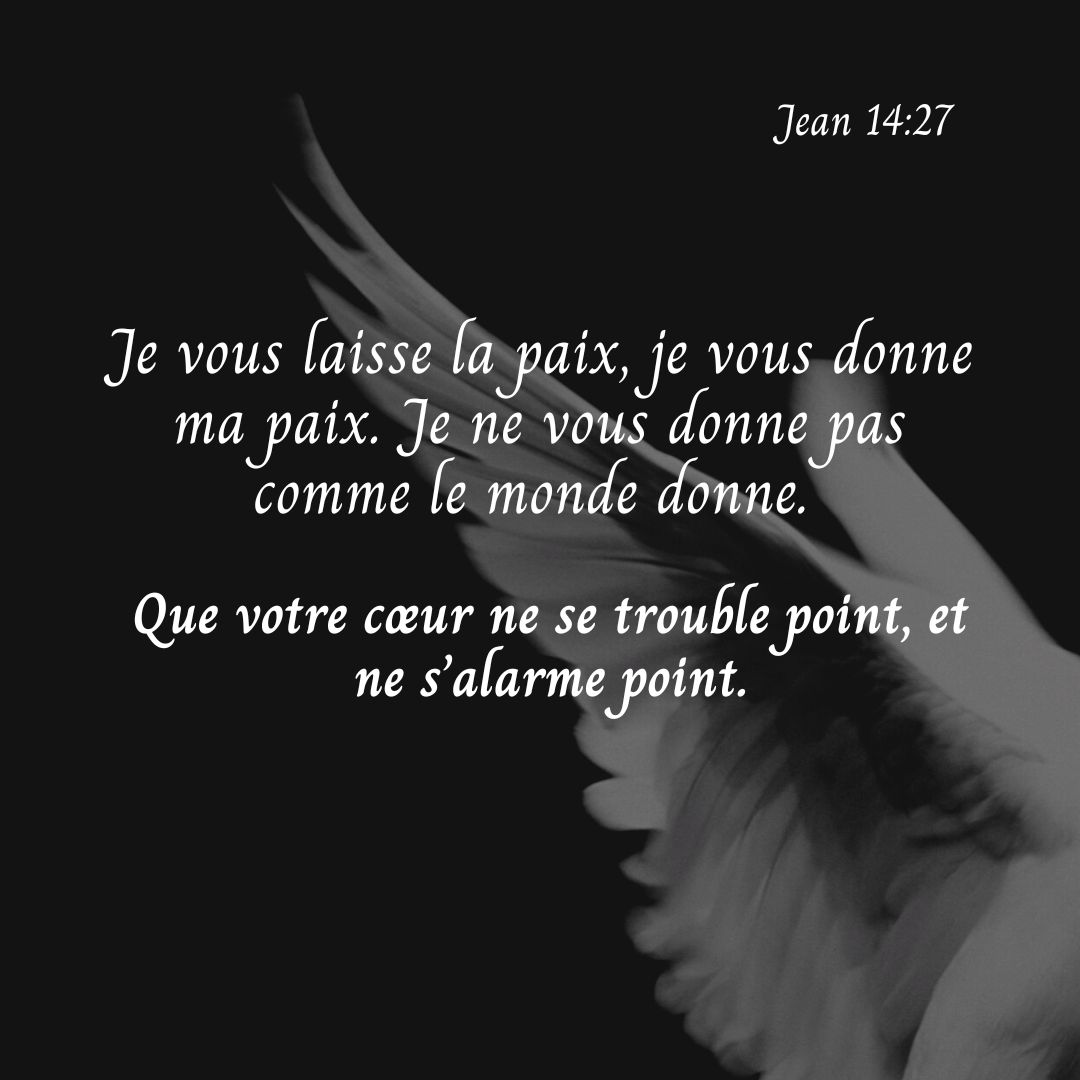 Jean 14:27
Je vous laisse la paix, je vous donne
ma paix. Je ne vous donne pas
comme le monde donne.
Que votre cœur ne se trouble point, et
ne s’alarme point.